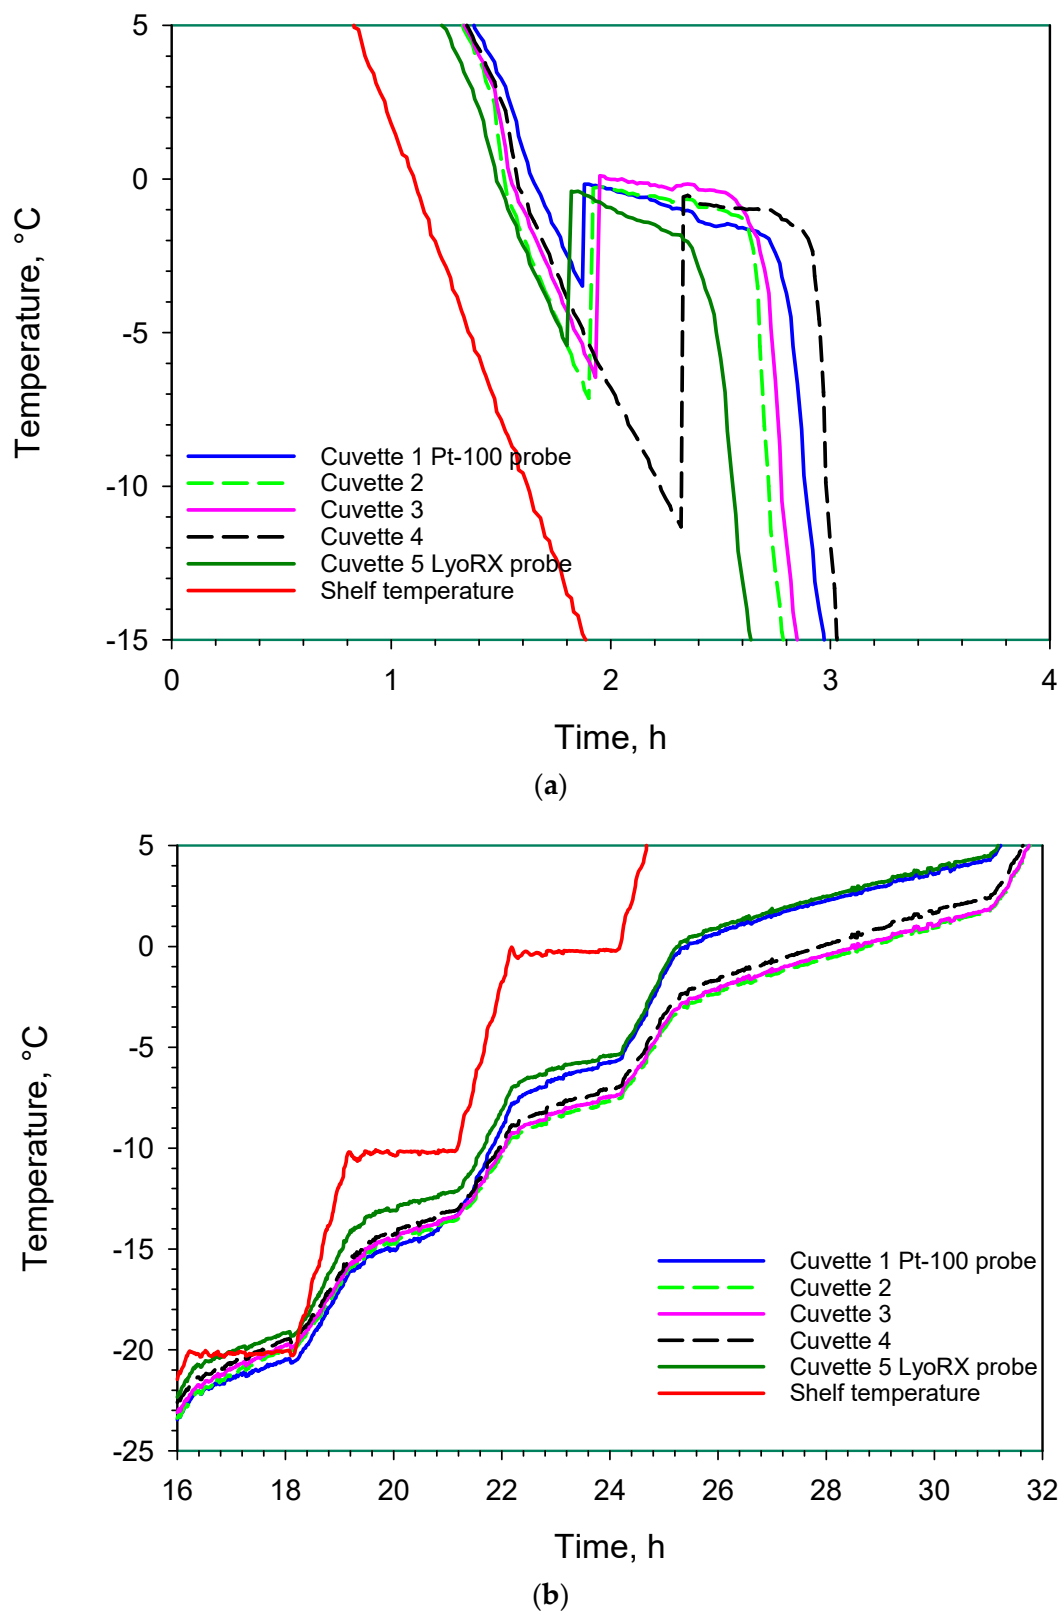 5
0
-5
-10
-15
Temperature, °C
Cuvette 1 Pt-100 probe
Cuvette 2
Cuvette 3
Cuvette 4
Cuvette 5 LyoRX probe
Shelf temperature
0 1 2 3 4
Time, h
(a)
5
0
-5
-10
-15
-20
-25
Temperature, °C
Cuvette 1 Pt-100 probe
Cuvette 2
Cuvette 3
Cuvette 4
Cuvette 5 LyoRX probe
Shelf temperature
16 18 20 22 24 26 28 30 32
Time, h
(b)